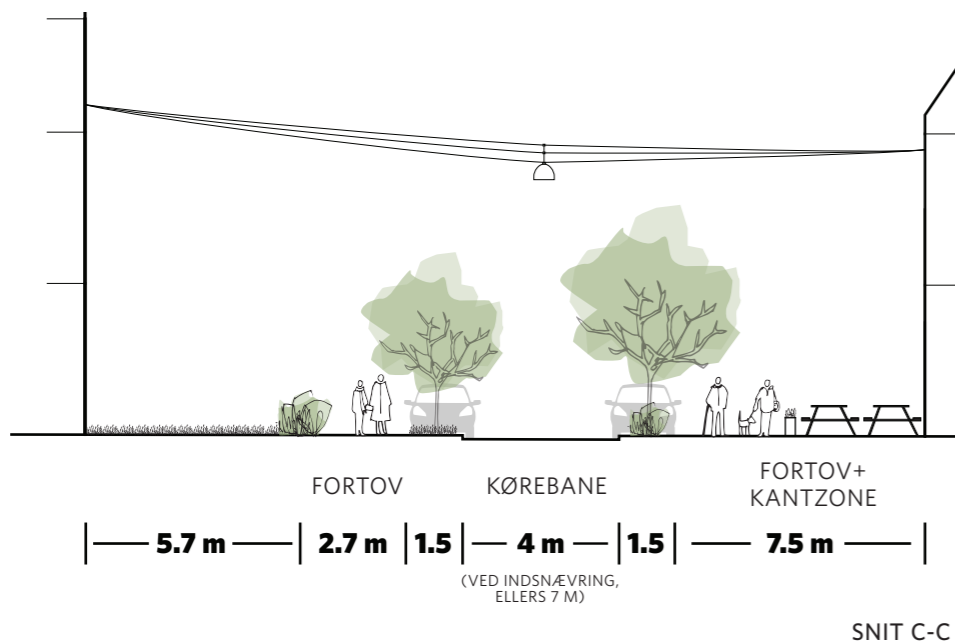 FORTOV
KØREBANE
FORTOV+
KANTZONE
5.7 m
2.7 m
1.5
4 m
1.5
7.5 m
(VED INDSNÆVRING,
ELLERS 7 M)
SNIT C-C